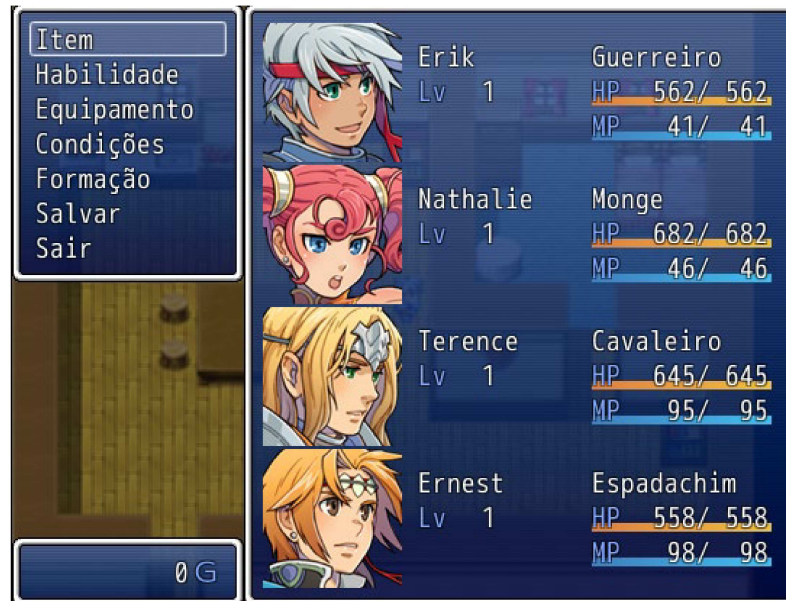 Item
Habilidade
Equipamento
Condições
Formação
Salvar
Sair
Erik Guerreiro
Lv 1 HP 562/ 562
MP 41/ 41
Nathalie Monge
Lv 1 HP 682/ 682
MP 46/ 46
Terence Cavaleiro
Lv 1 HP 645/ 645
MP 95/ 95
Ernest Espadachim
Lv 1 HP 558/ 558
MP 98/ 98
0 G